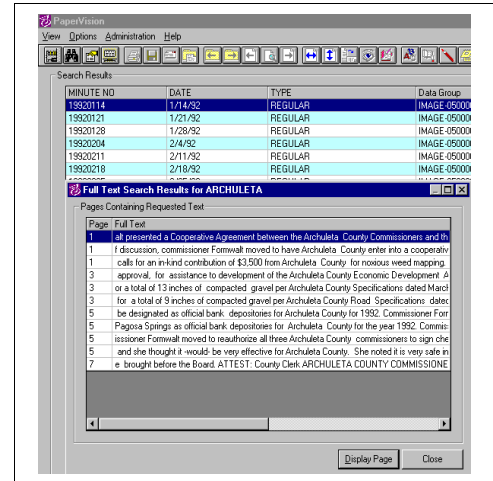 PaperVision
View Options Administration Help
Search Results
MINUTE NO DATE TYPE Data Group
19920114 1/14/92 REGULAR IMAGE-05000
19920121 1/21/92 REGULAR IMAGE-05000
19920128 1/28/92 REGULAR IMAGE-05000
19920204 2/4/92 REGULAR IMAGE-05000
19920211 2/11/92 REGULAR IMAGE-05000
19920218 2/18/92 REGULAR IMAGE-05000
Full Text Search Results for ARCHULETA
Pages Containing Requested Text
Page Full Text
1 alt presented a Cooperative Agreement between the Archuleta County Commissioners and th
1 f discussion, commissioner Formwalt moved to have Archuleta County enter into a cooperativ
1 calls for an in-kind contribution of $3,500 from Archuleta County for noxious weed mapping.
3 approval, for assistance to development of the Archuleta County Economic Development A
3 or a total of 13 inches of compacted gravel per Archuleta County Specifications dated March
3 for a total of 9 inches of compacted gravel per Archuleta County Road Specifications dated
5 be designated as official bank depositories for Archuleta County for 1992. Commissioner Forr
5 Pagosa Springs as official bank depositories for Archuleta County for the year 1992. Commis:
5 issioner Formwalt moved to reauthorize all three Archuleta County commissioners to sign che
5 and she thought it -would- be very effective for Archuleta County. She noted it is very safe in
7 e brought before the Board. ATTEST: County Clerk ARCHULETA COUNTY COMMISSIONE
Display Page Close